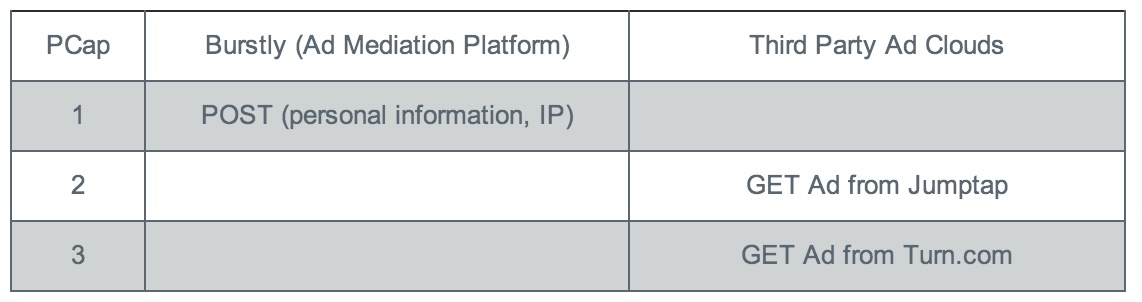 PCap Burstly (Ad Mediation Platform) Third Party Ad Clouds
1 POST (personal information, IP)
2 GET Ad from Jumptap
3 GET Ad from Turn.com